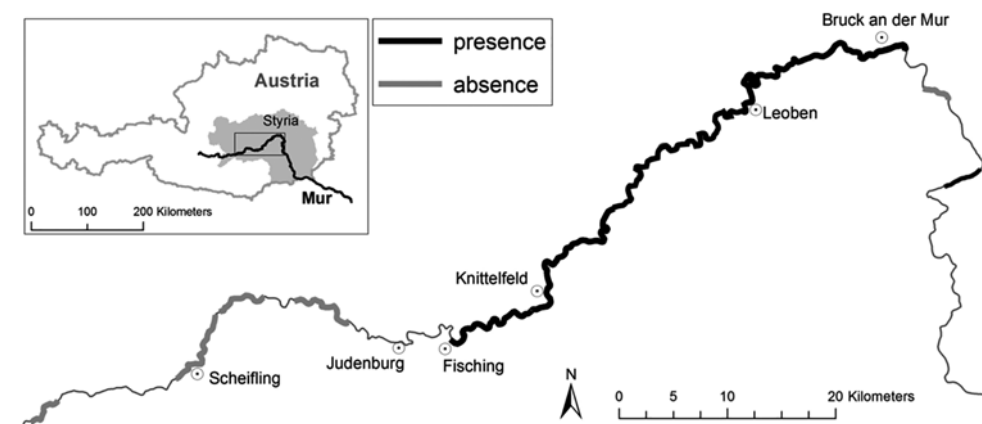 Austria
Styria
Mur
0 100 200 Kilometers
presence
absence
Bruck an der Mur
Leoben
Knittelfeld
Judenburg
Fisching
Scheifling
N
0 5 10 20 Kilometers